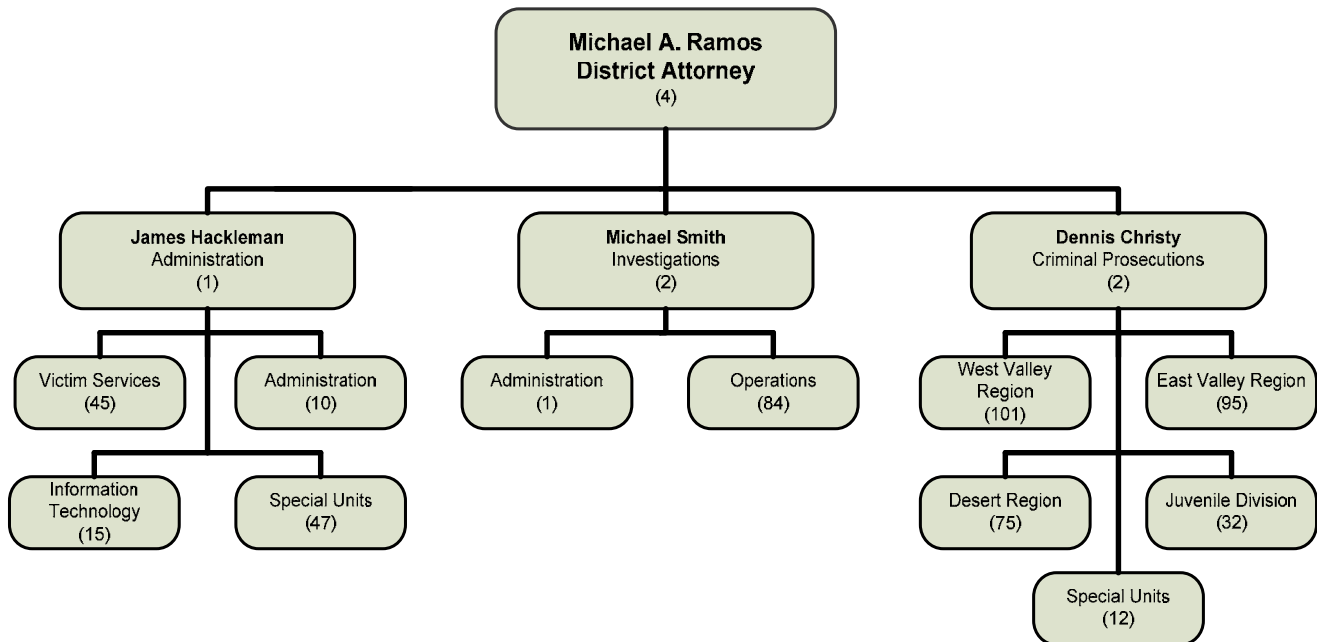 Michael A. Ramos
District Attorney
(4)
James Hackleman
Administration
(1)
Michael Smith
Investigations
(2)
Dennis Christy
Criminal Prosecutions
(2)
Victim Services
(45)
Administration
(10)
Information
Technology
(15)
Special Units
(47)
Administration
(1)
Operations
(84)
West Valley
Region
(101)
East Valley Region
(95)
Desert Region
(75)
Juvenile Division
(32)
Special Units
(12)